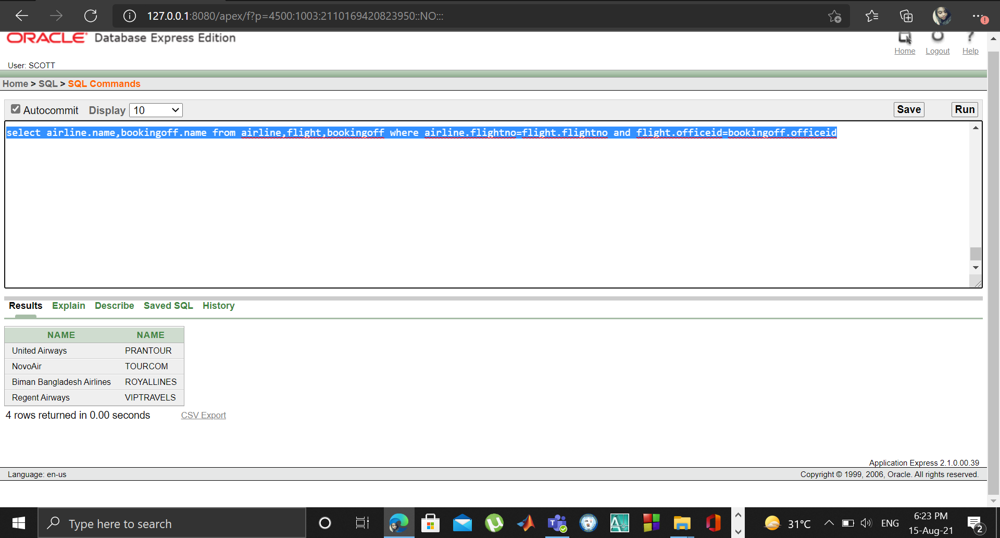 127.0.0.1:8080/apex/f?p=4500:1003:2110169420823950::NO:::
ORACLE Database Express Edition
Home Logout Help
User: SCOTT
Home > SQL > SQL Commands
Autocommit Display 10 Save Run
select airline.name,bookingoff.name from airline,flight,bookingoff where airline.flightno=flight.flightno and flight.officeid=bookingoff.officeid
Results Explain Describe Saved SQL History
NAME NAME
United Airways PRANTOUR
NovoAir TOURCOM
Biman Bangladesh Airlines ROYALLINES
Regent Airways VIPTRAVELS
4 rows returned in 0.00 seconds CSV Export
Application Express 2.1.0.00.39
Language: en-us Copyright © 1999, 2006, Oracle. All rights reserved.
Type here to search 31°C ENG 6:23 PM
15-Aug-21 2